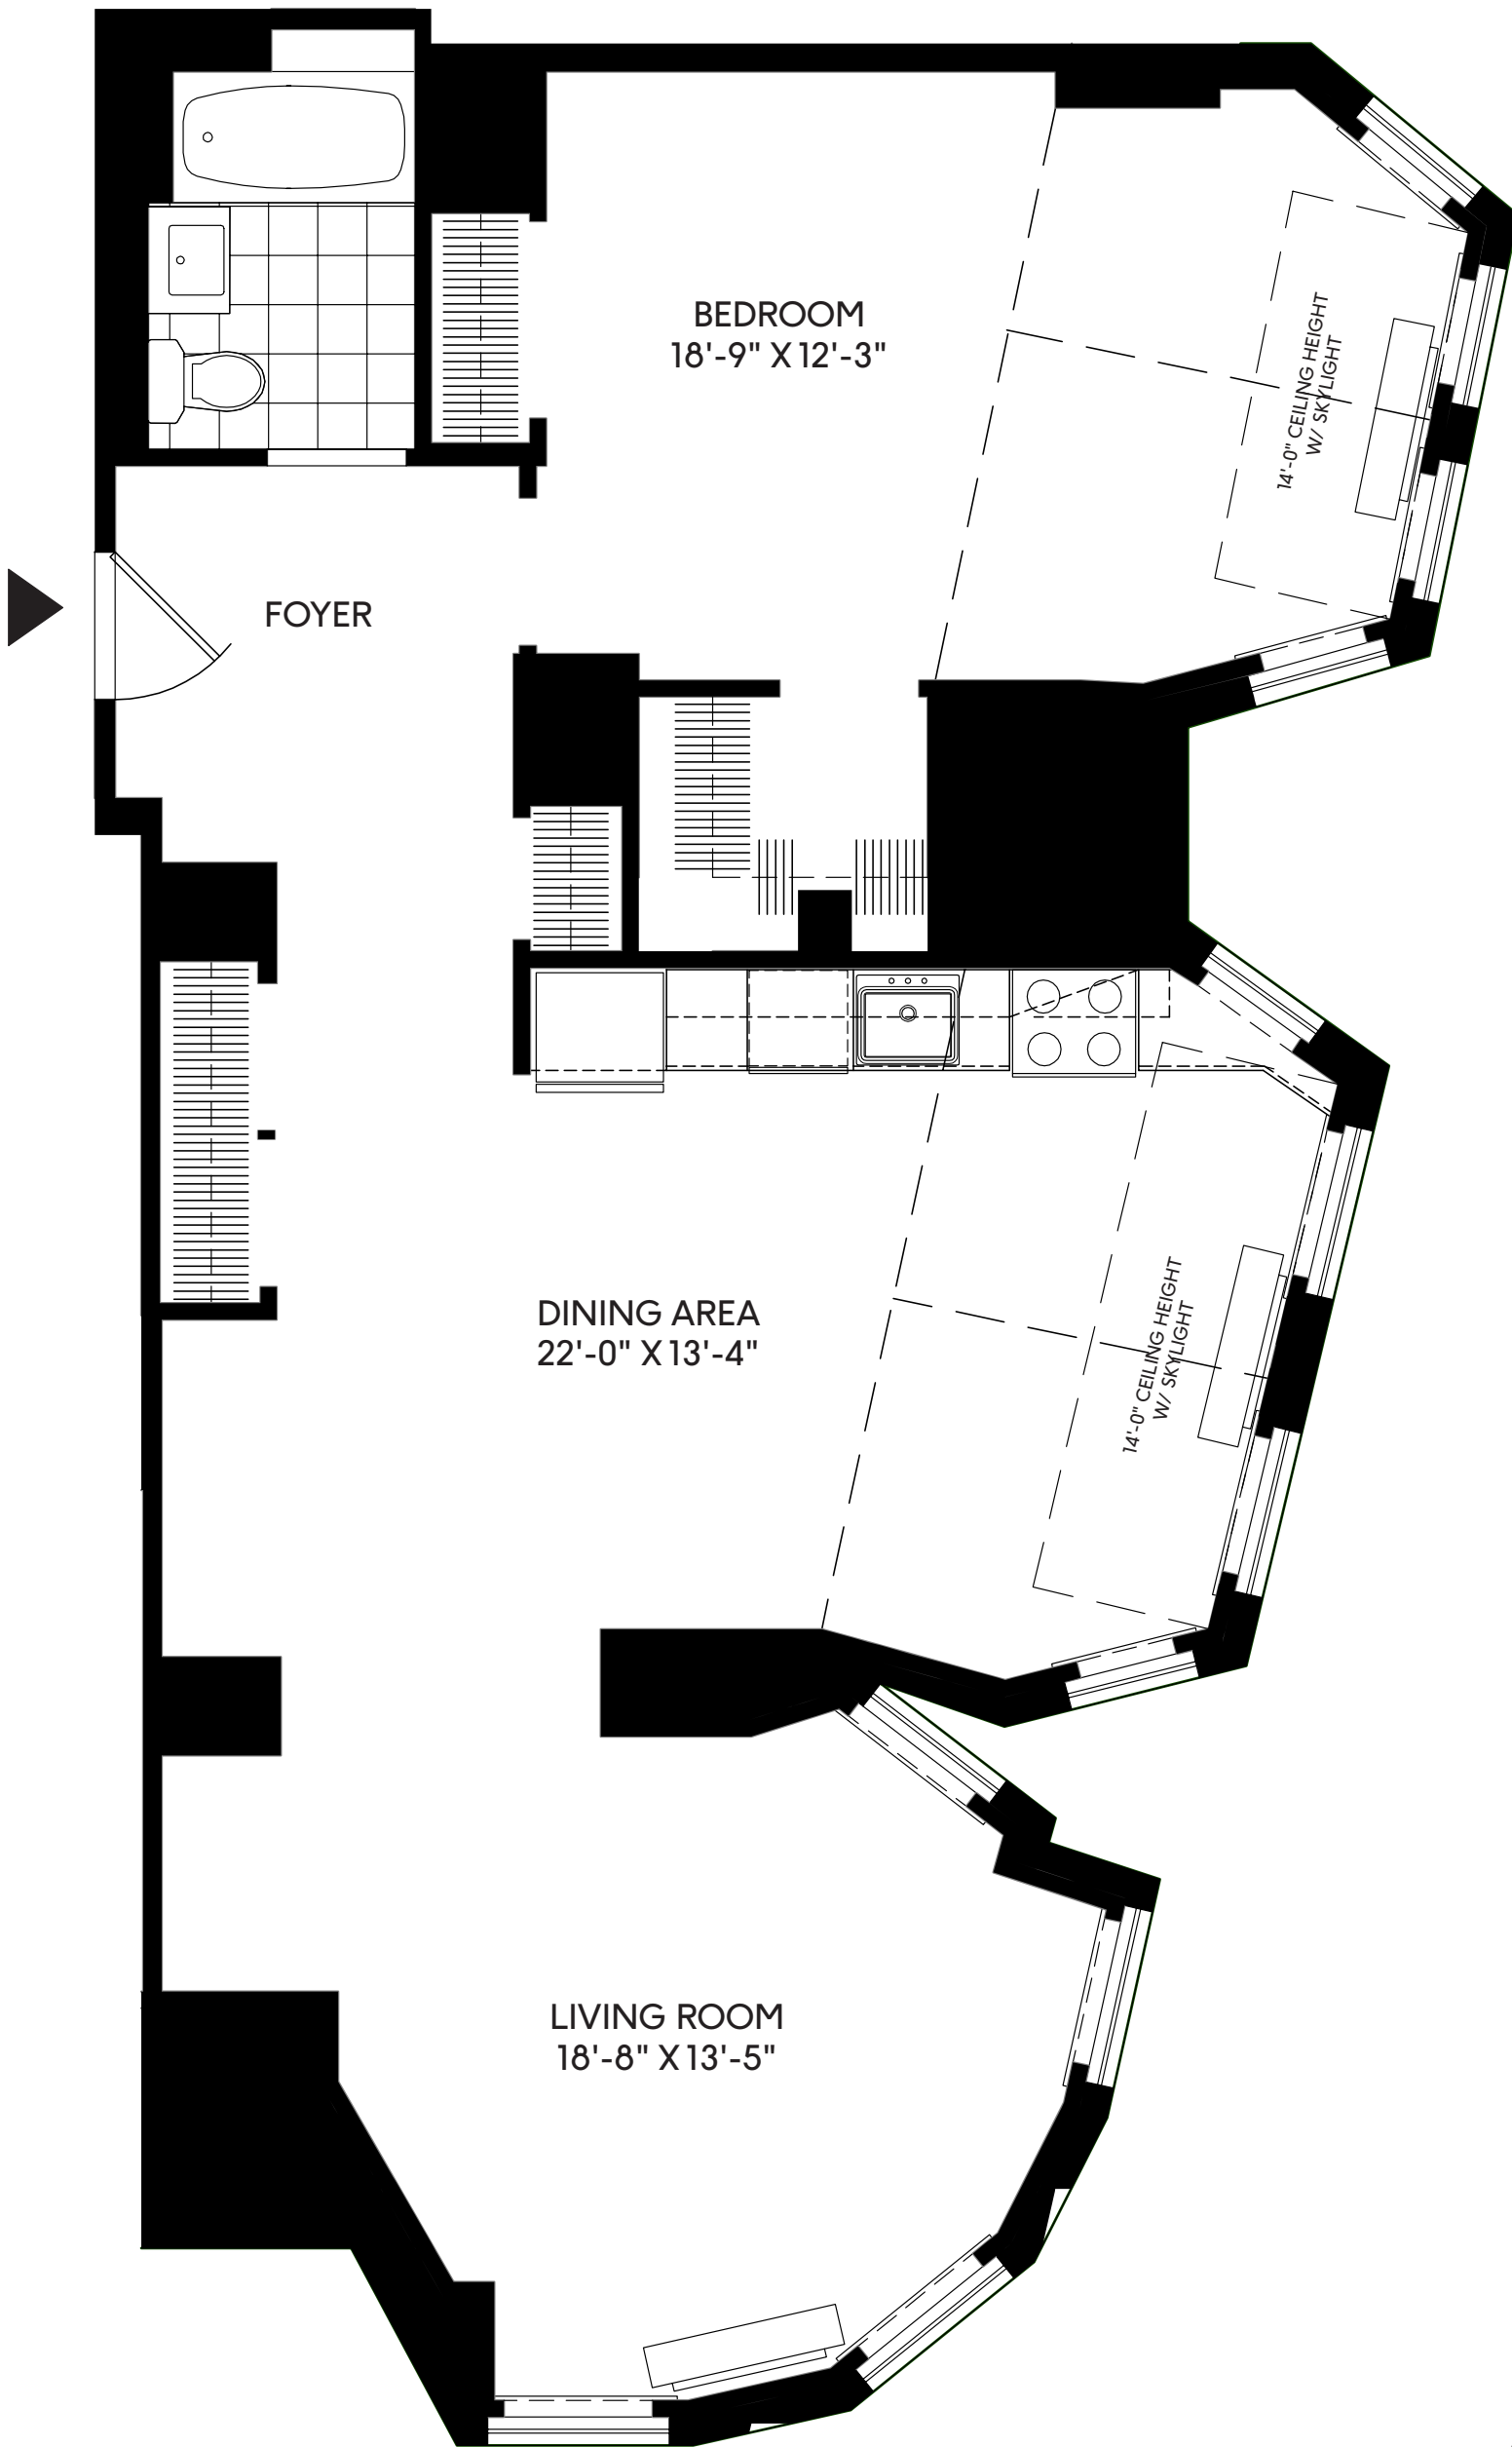 BEDROOM
18'-9" X 12'-3"
14'-0" CEILING HEIGHT
W/ SKYLIGHT
FOYER
DINING AREA
22'-0" X 13'-4"
14'-0" CEILING HEIGHT
W/ SKYLIGHT
LIVING ROOM
18'-8" X 13'-5"